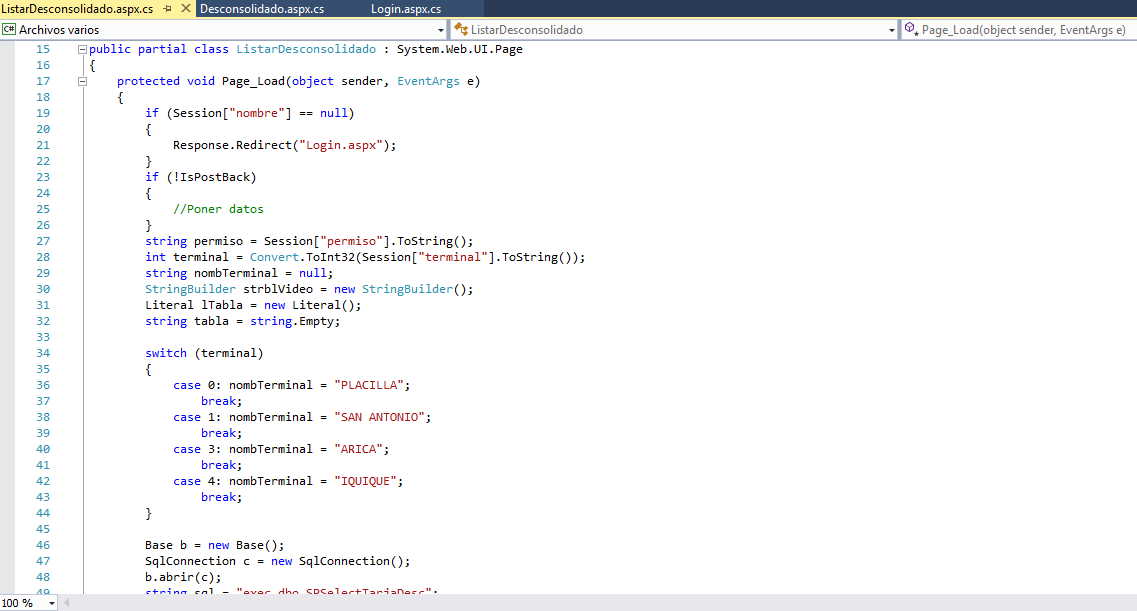 ListarDesconsolidado.aspx.cs Desconsolidado.aspx.cs Login.aspx.cs
C# Archivos varios ListarDesconsolidado Page_Load(object sender, EventArgs e)
15 public partial class ListarDesconsolidado : System.Web.UI.Page
16 {
17 protected void Page_Load(object sender, EventArgs e)
18 {
19 if (Session["nombre"] == null)
20 {
21 Response.Redirect("Login.aspx");
22 }
23 if (!IsPostBack)
24 {
25 //Poner datos
26 }
27 string permiso = Session["permiso"].ToString();
28 int terminal = Convert.ToInt32(Session["terminal"].ToString());
29 string nombTerminal = null;
30 StringBuilder strblVideo = new StringBuilder();
31 Literal lTabla = new Literal();
32 string tabla = string.Empty;
33
34 switch (terminal)
35 {
36 case 0: nombTerminal = "PLACILLA";
37 break;
38 case 1: nombTerminal = "SAN ANTONIO";
39 break;
40 case 3: nombTerminal = "ARICA";
41 break;
42 case 4: nombTerminal = "IQUIQUE";
43 break;
44 }
45
46 Base b = new Base();
47 SqlConnection c = new SqlConnection();
48 b.abrir(c);
49 string sql = "exec dbo.SPSelectTarjaDesc";
100 %